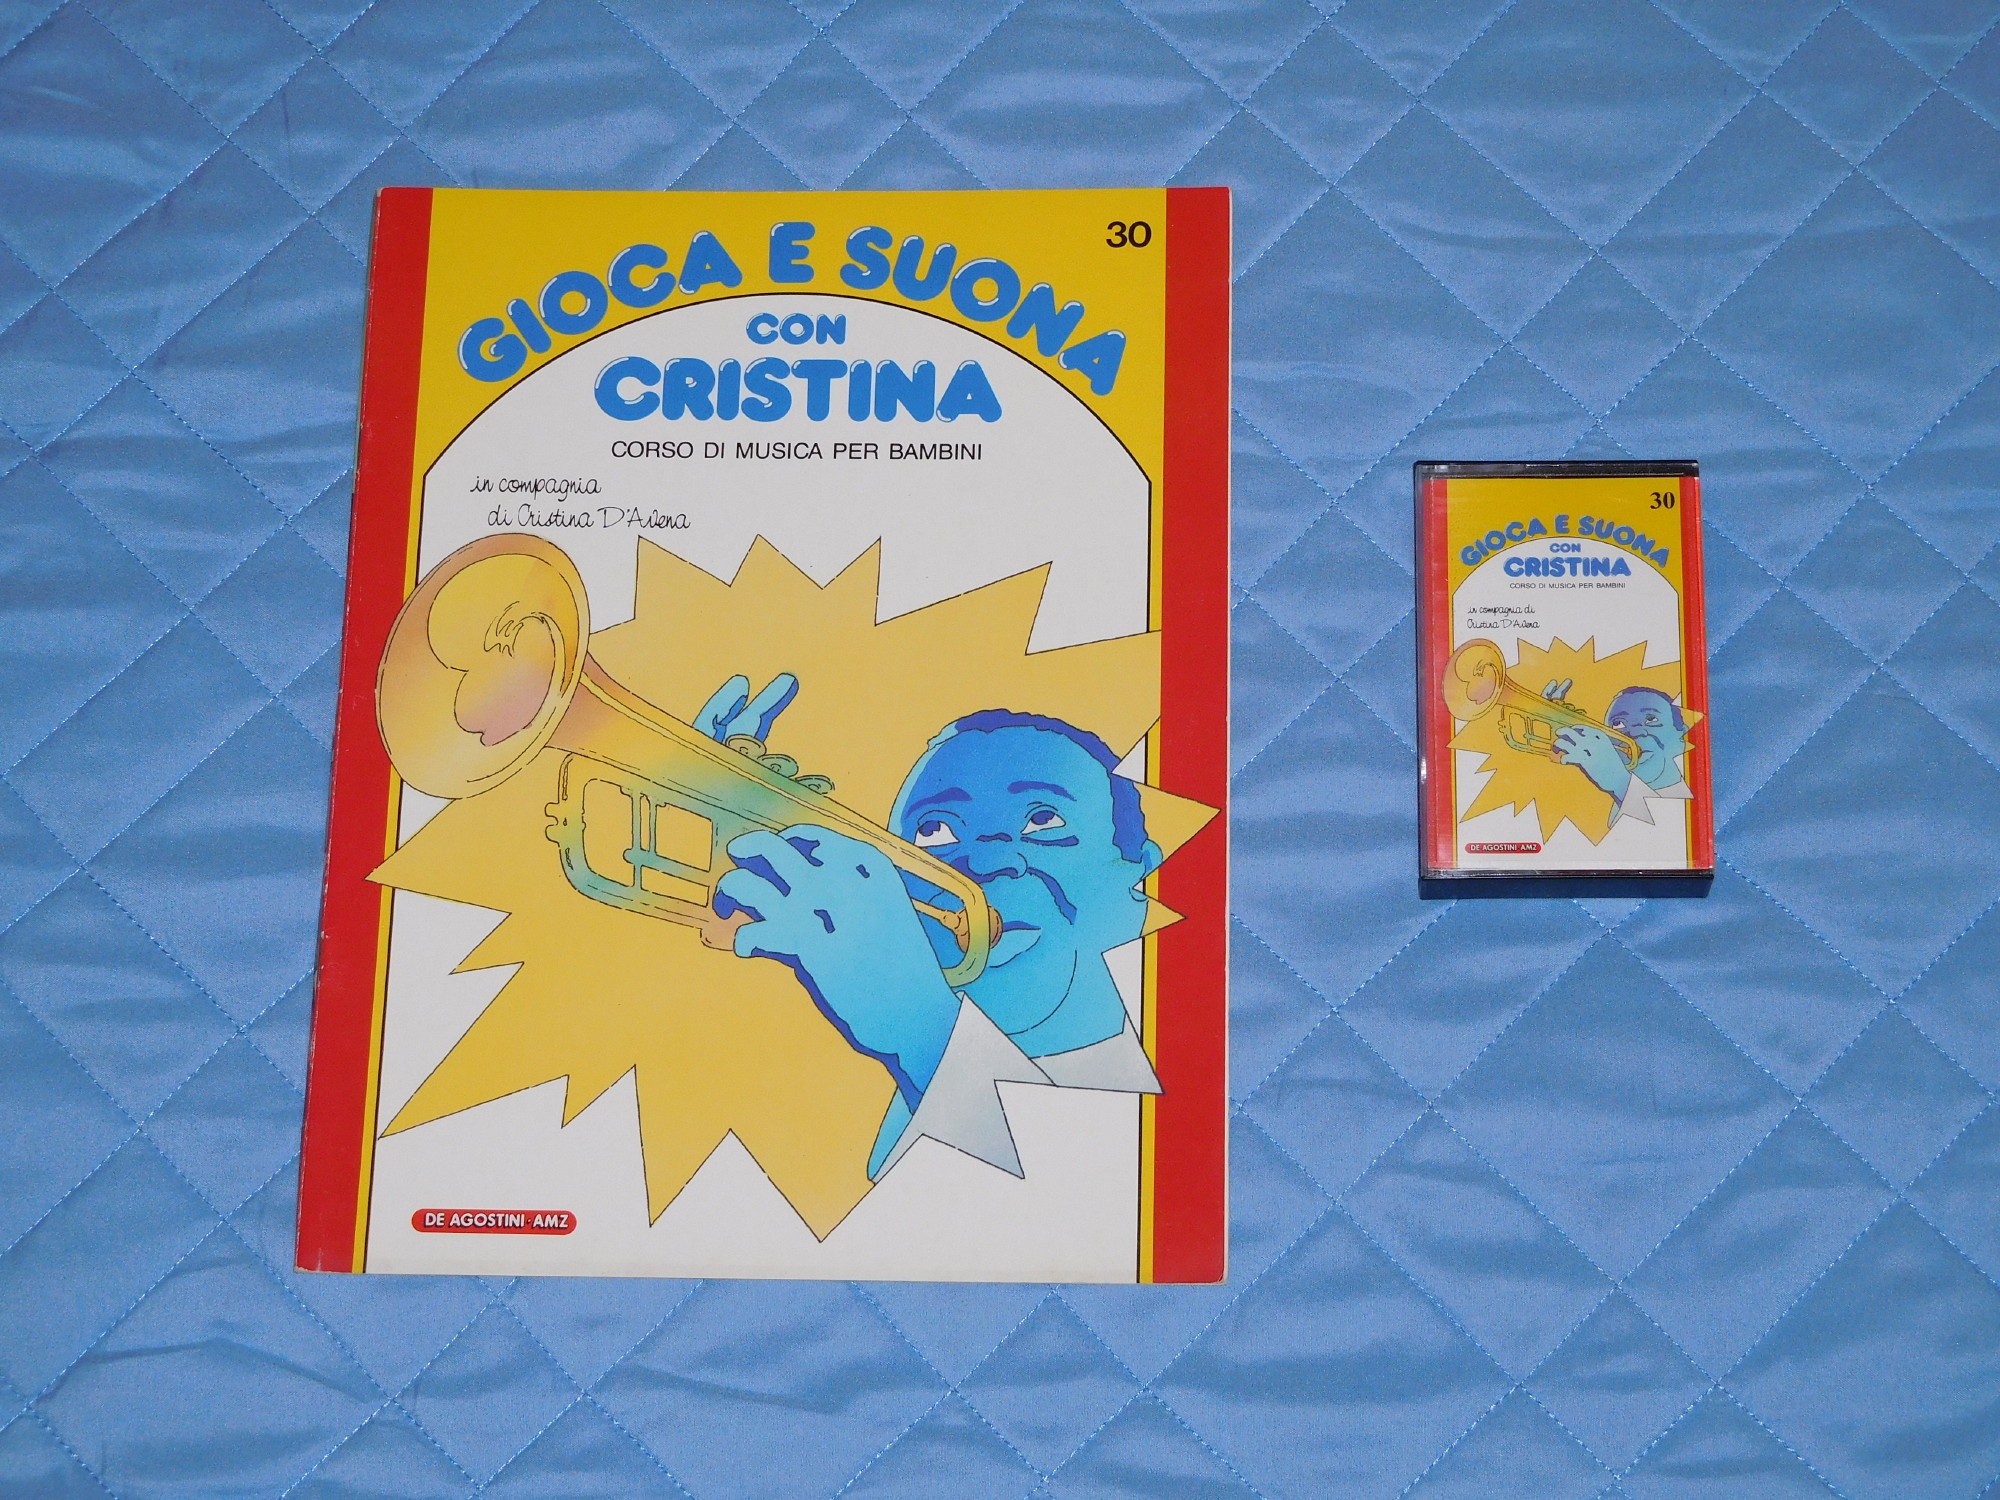 30
GIOCA E SUONA
CON
CRISTINA
CORSO DI MUSICA PER BAMBINI
in compagnia
di Cristina D'Avena
DE AGOSTINI·AMZ
30
GIOCA E SUONA
CON
CRISTINA
CORSO DI MUSICA PER BAMBINI
in compagnia di
Cristina D'Avena
DE AGOSTINI·AMZ